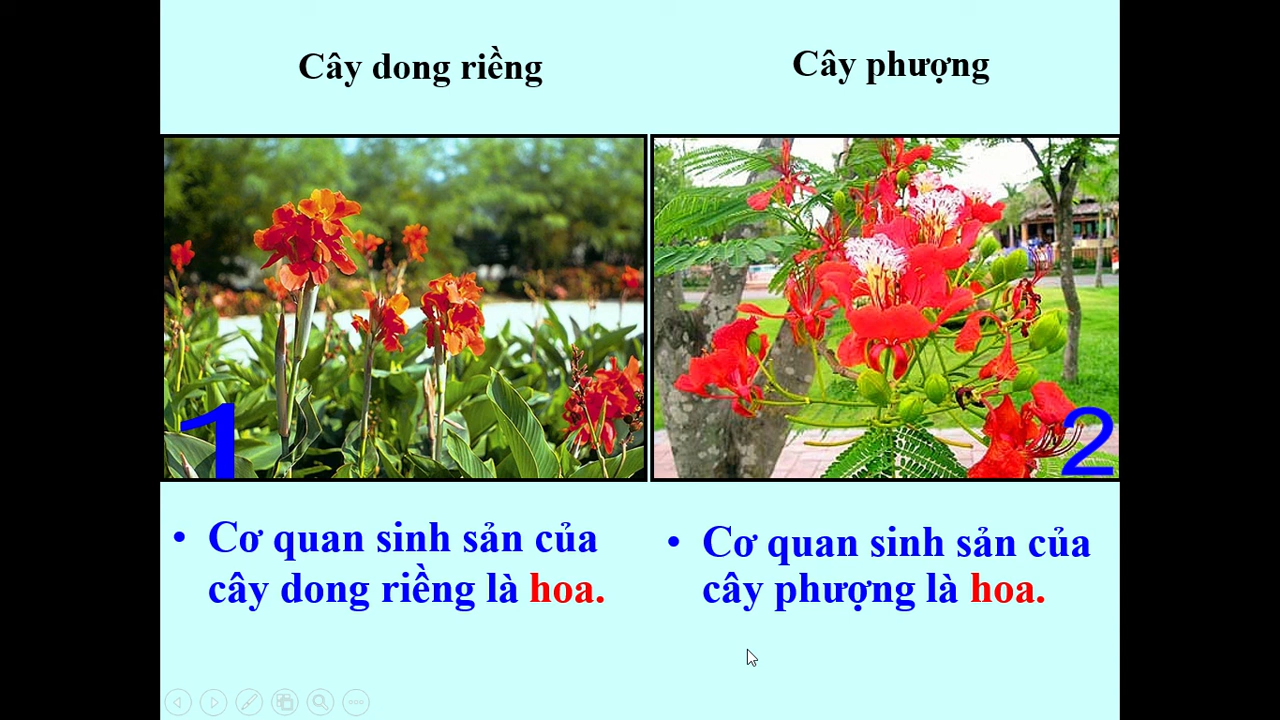 Cây dong riềng
Cây phượng
1
2
• Cơ quan sinh sản của
cây dong riềng là hoa.
• Cơ quan sinh sản của
cây phượng là hoa.